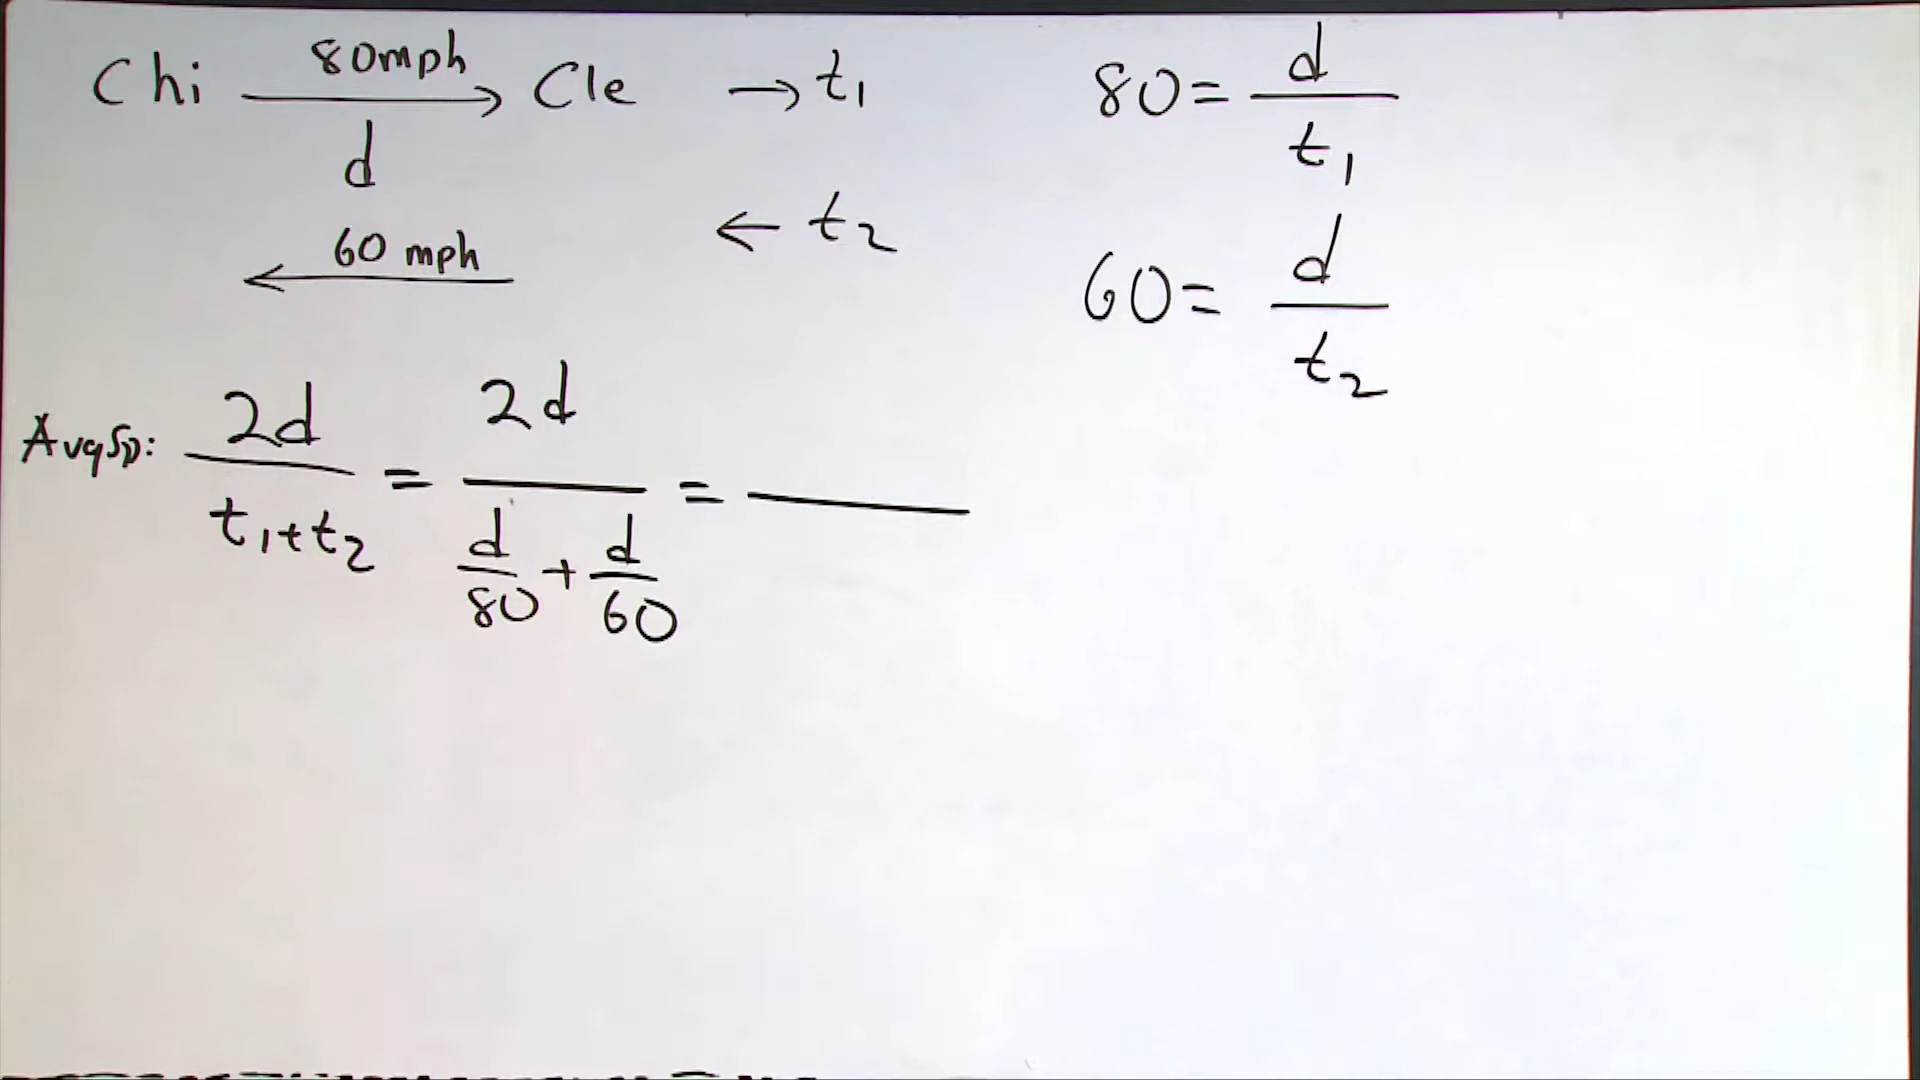 Chi 80mph → Cle → t₁ 80 = d/t₁
d
← 60 mph ← t₂ 60 = d/t₂
AvgSp: 2d/(t₁+t₂) = 2d/(d/80 + d/60) =